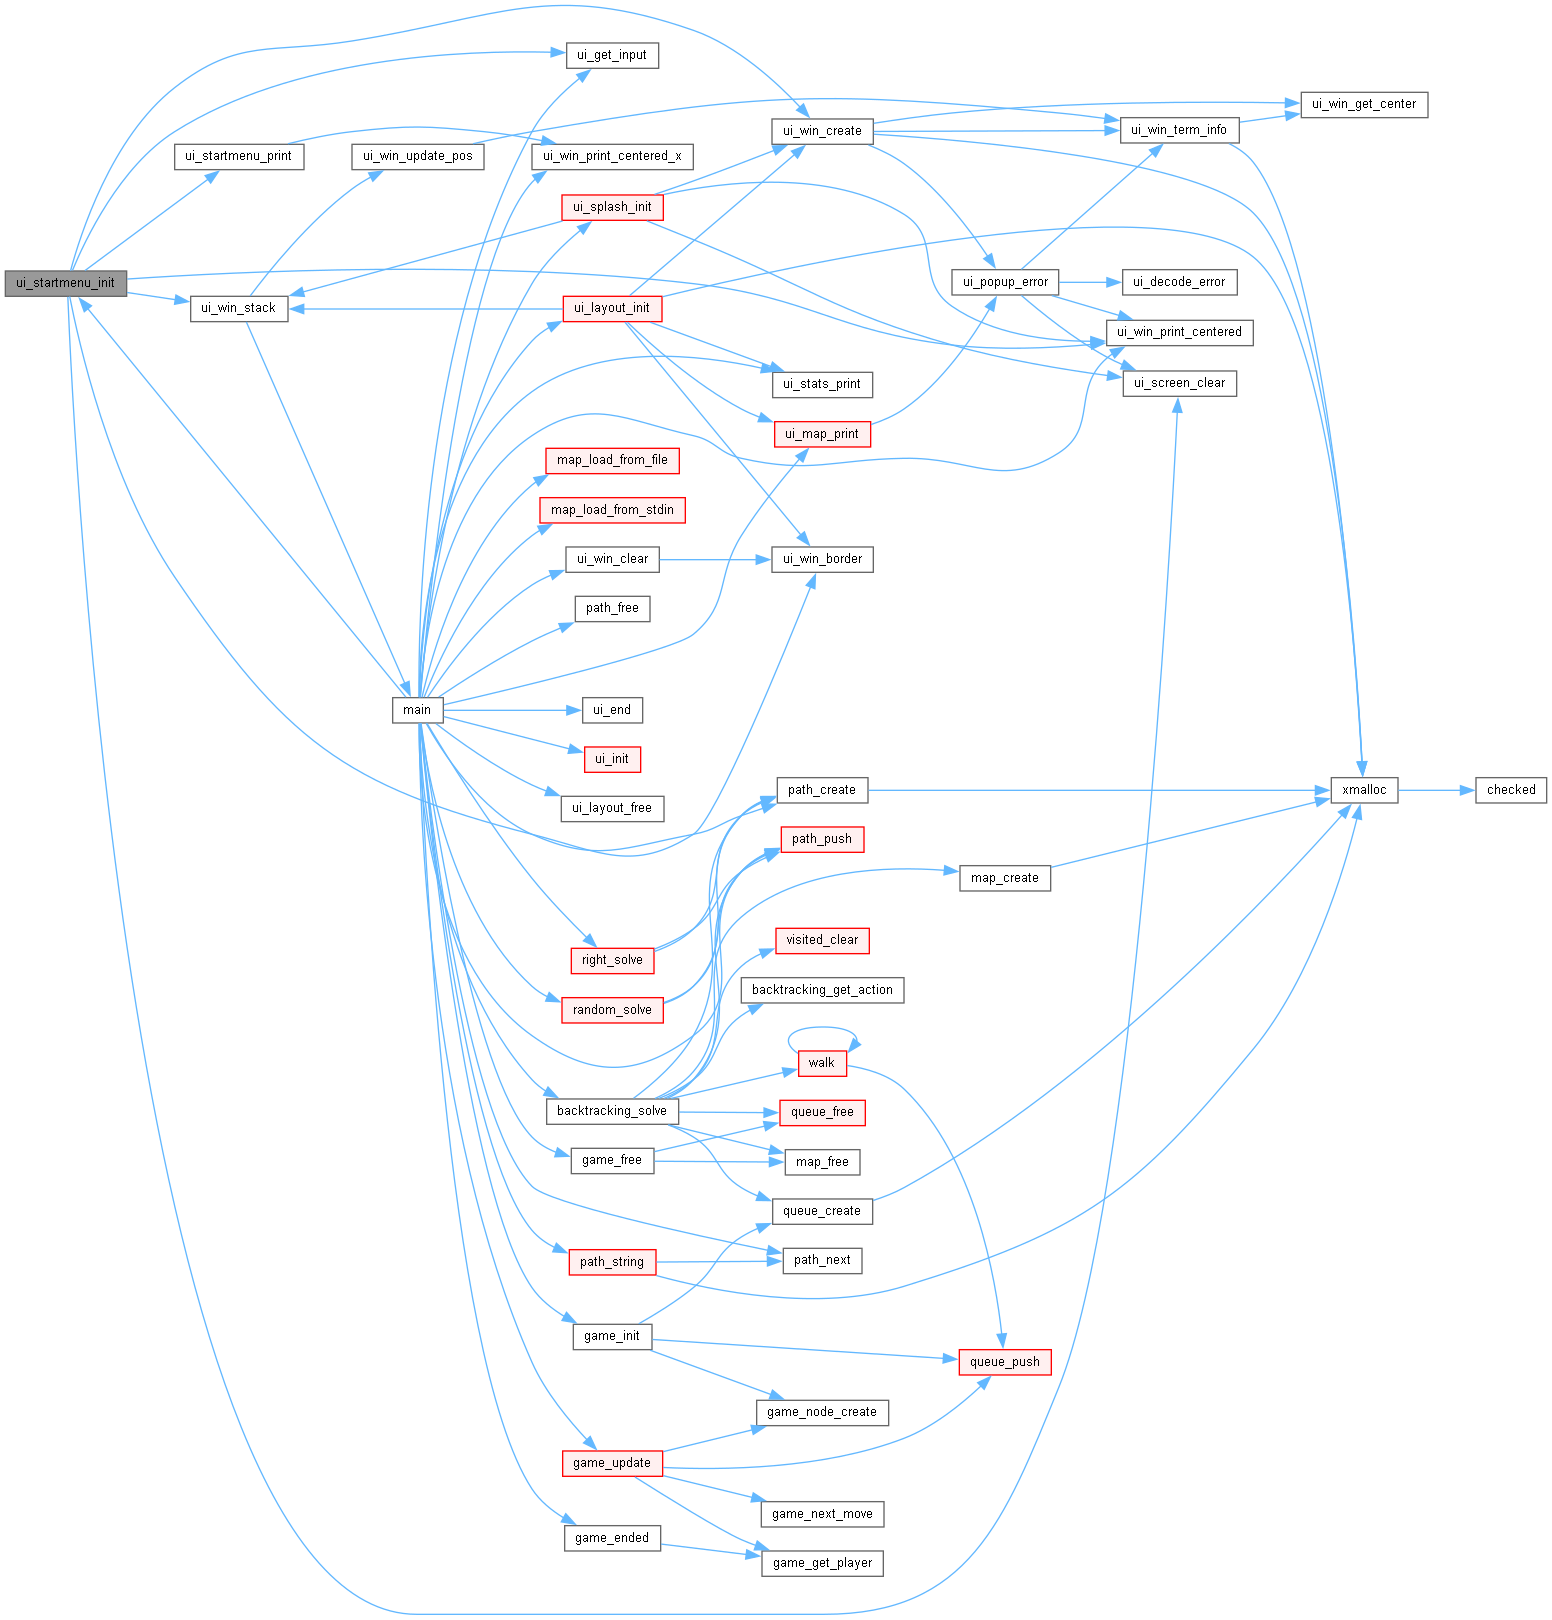 ui_get_input
ui_win_get_center
ui_win_create
ui_win_term_info
ui_startmenu_print
ui_win_update_pos
ui_win_print_centered_x
ui_splash_init
ui_startmenu_init
ui_popup_error
ui_decode_error
ui_win_stack
ui_layout_init
ui_win_print_centered
ui_stats_print
ui_screen_clear
ui_map_print
map_load_from_file
map_load_from_stdin
ui_win_clear
ui_win_border
path_free
main
ui_end
ui_init
path_create
xmalloc
checked
ui_layout_free
path_push
map_create
visited_clear
right_solve
backtracking_get_action
random_solve
walk
backtracking_solve
queue_free
game_free
map_free
queue_create
path_string
path_next
game_init
queue_push
game_node_create
game_update
game_next_move
game_ended
game_get_player